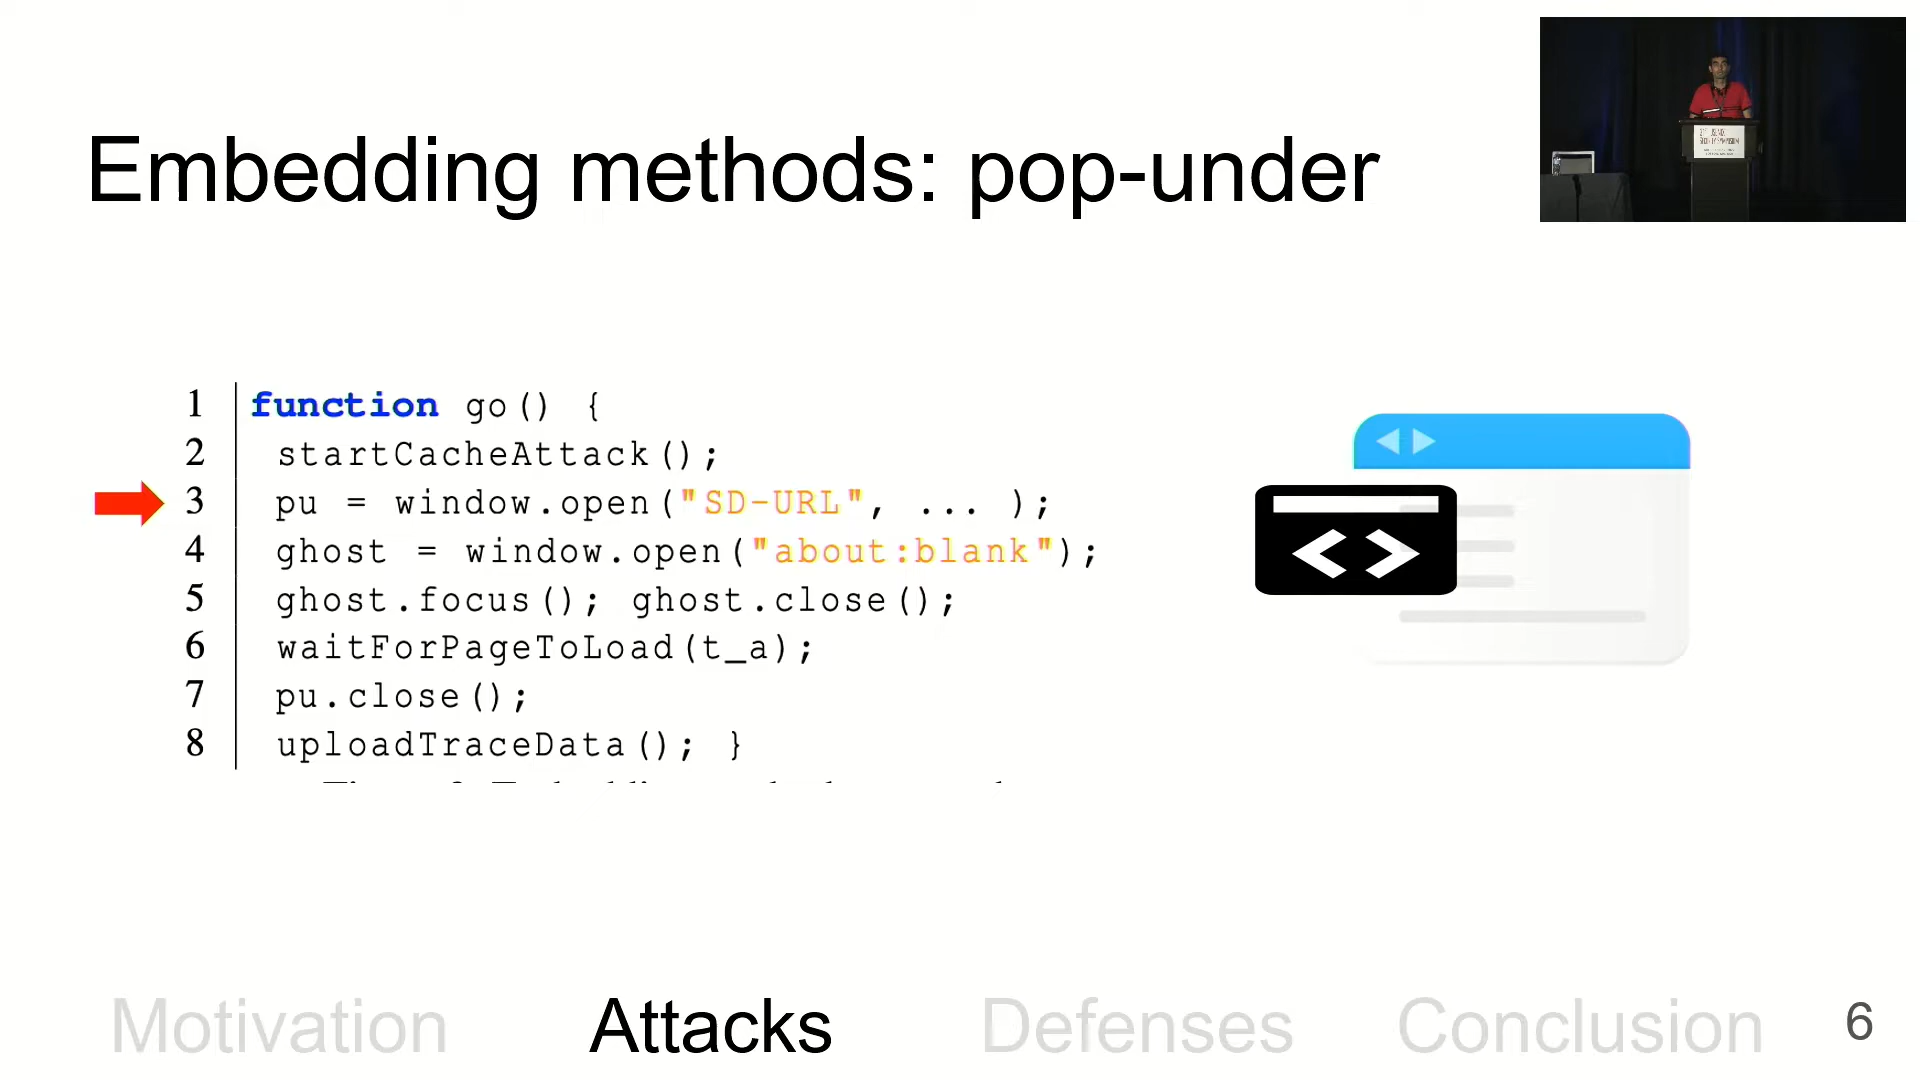 Embedding methods: pop-under
1 function go() {
2 startCacheAttack();
3 pu = window.open("SD-URL", ... );
4 ghost = window.open("about:blank");
5 ghost.focus(); ghost.close();
6 waitForPageToLoad(t_a);
7 pu.close();
8 uploadTraceData(); }
<>
Motivation Attacks Defenses Conclusion 6